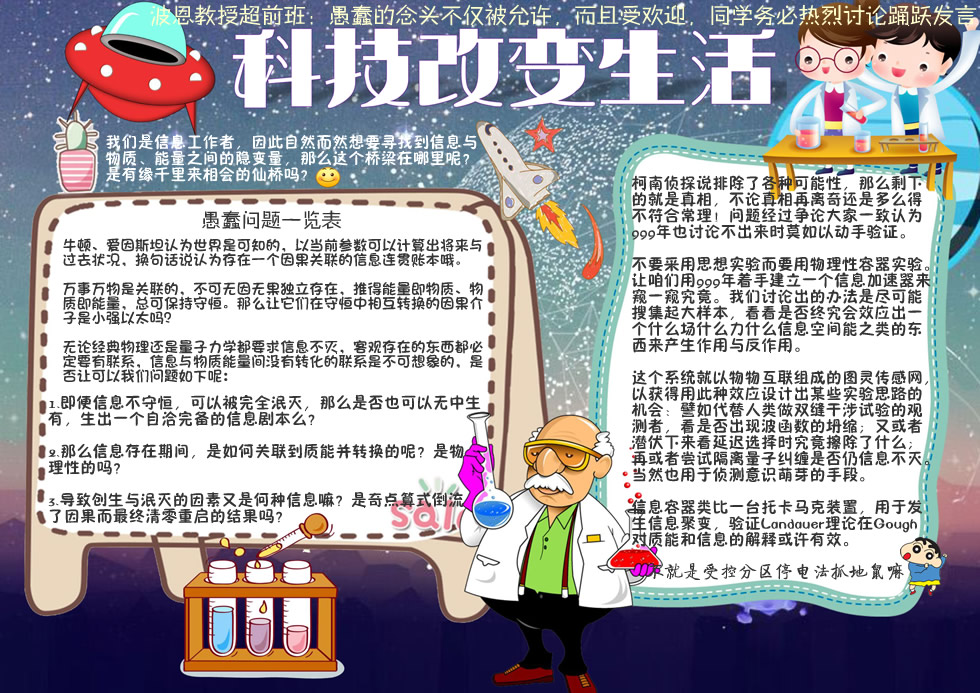 波恩教授超前班：愚蠢的念头不仅被允许，而且受欢迎，同学务必热烈讨论踊跃发言
科技改变生活
我们是信息工作者，因此自然而然想要寻找到信息与
物质、能量之间的隐变量，那么这个桥梁在哪里呢？
是有缘千里来相会的仙桥吗？
愚蠢问题一览表
牛顿、爱因斯坦认为世界是可知的，以当前参数可以计算出将来与
过去状况，换句话说认为存在一个因果关联的信息连贯账本哦。
万事万物是关联的，不可无因无果独立存在，推得能量即物质、物
质即能量，总可保持守恒。那么让它们在守恒中相互转换的因果介
子是小强以太吗？
无论经典物理还是量子力学都要求信息不灭，客观存在的东西都必
定要有联系，信息与物质能量间没有转化的联系是不可想象的，是
否让可以我们问题如下呢：
1.即便信息不守恒，可以被完全泯灭，那么是否也可以无中生
有，生出一个自洽完备的信息剧本么？
2.那么信息存在期间，是如何关联到质能并转换的呢？是物
理性的吗？
3.导致创生与泯灭的因素又是何种信息嘛？是奇点算式倒流
了因果而最终清零重启的结果吗？
柯南侦探说排除了各种可能性，那么剩下
的就是真相，不论真相再离奇还是多么得
不符合常理！问题经过争论大家一致认为
999年也讨论不出来时莫如以动手验证。
不要采用思想实验而要用物理性容器实验。
让咱们用999年着手建立一个信息加速器来
窥一窥究竟。我们讨论出的办法是尽可能
搜集起大样本，看看是否终究会效应出一
个什么场什么力什么信息空间能之类的东
西来产生作用与反作用。
这个系统就以物物互联组成的图灵传感网，
以获得用此种效应设计出某些实验思路的
机会：譬如代替人类做双缝干涉试验的观
测者，看是否出现波函数的坍缩；又或者
潜伏下来看延迟选择时究竟擦除了什么；
再或者尝试隔离量子纠缠是否仍信息不灭。
当然也用于侦测意识萌芽的手段。
信息容器类比一台托卡马克装置，用于发
生信息聚变，验证Landauer理论在Gough
对质能和信息的解释或许有效。
就是受控分区停电法抓地鼠嘛